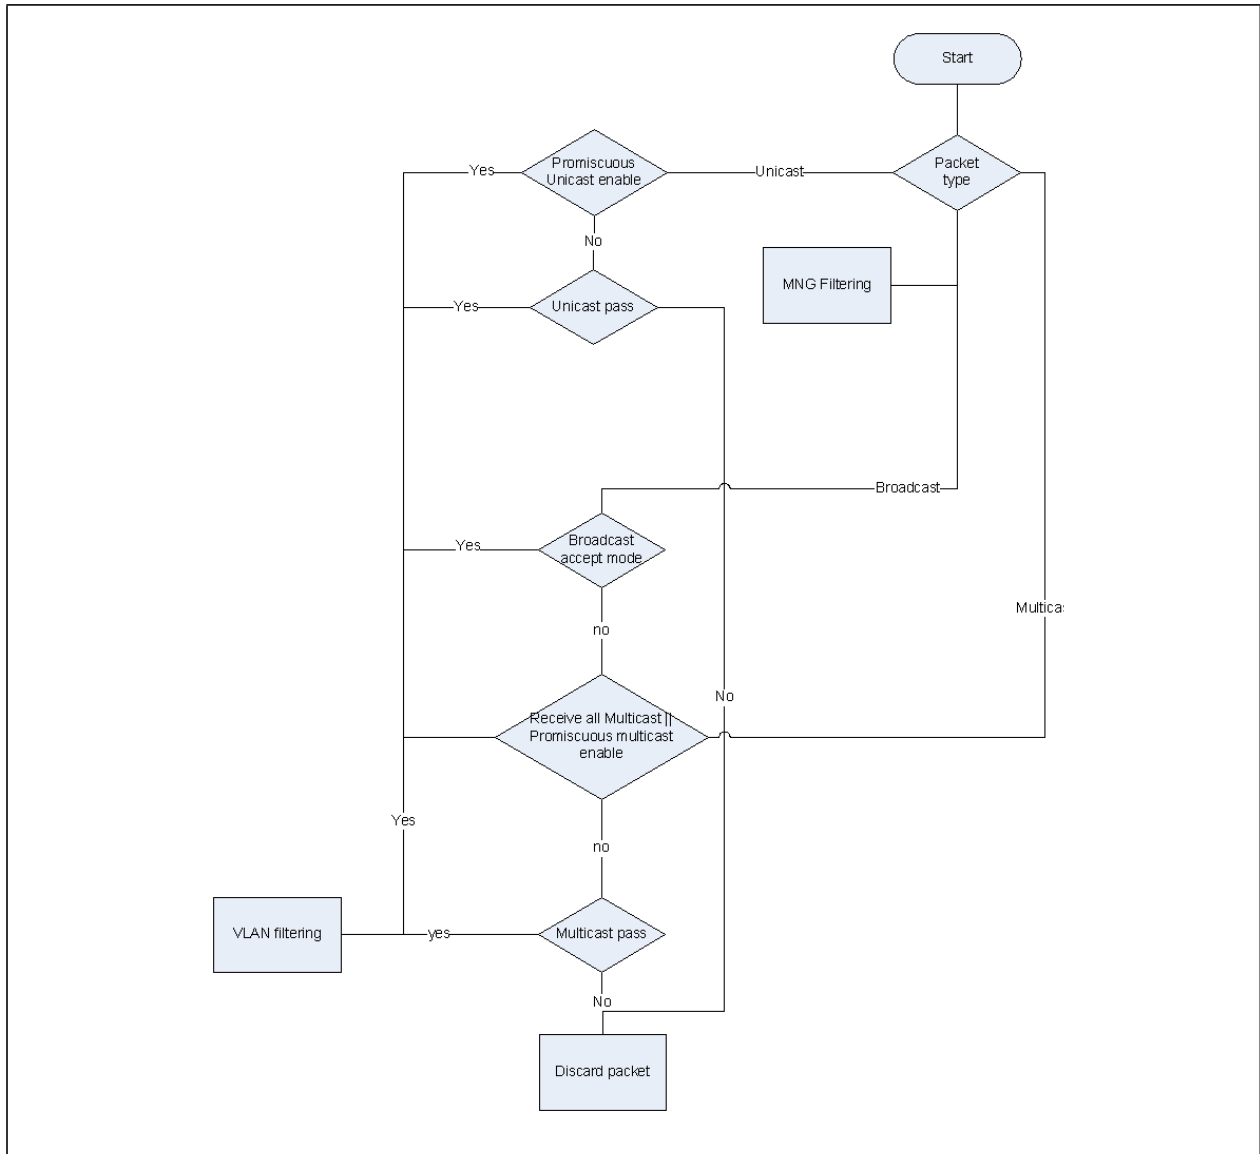 Start
Packet
type
Unicast
Promiscuous
Unicast enable
Yes
No
MNG Filtering
Unicast pass
Yes
Broadcast
Broadcast
accept mode
Yes
Multicas
no
No
Receive all Multicast ||
Promiscuous multicast
enable
Yes
no
VLAN filtering
yes
Multicast pass
No
Discard packet